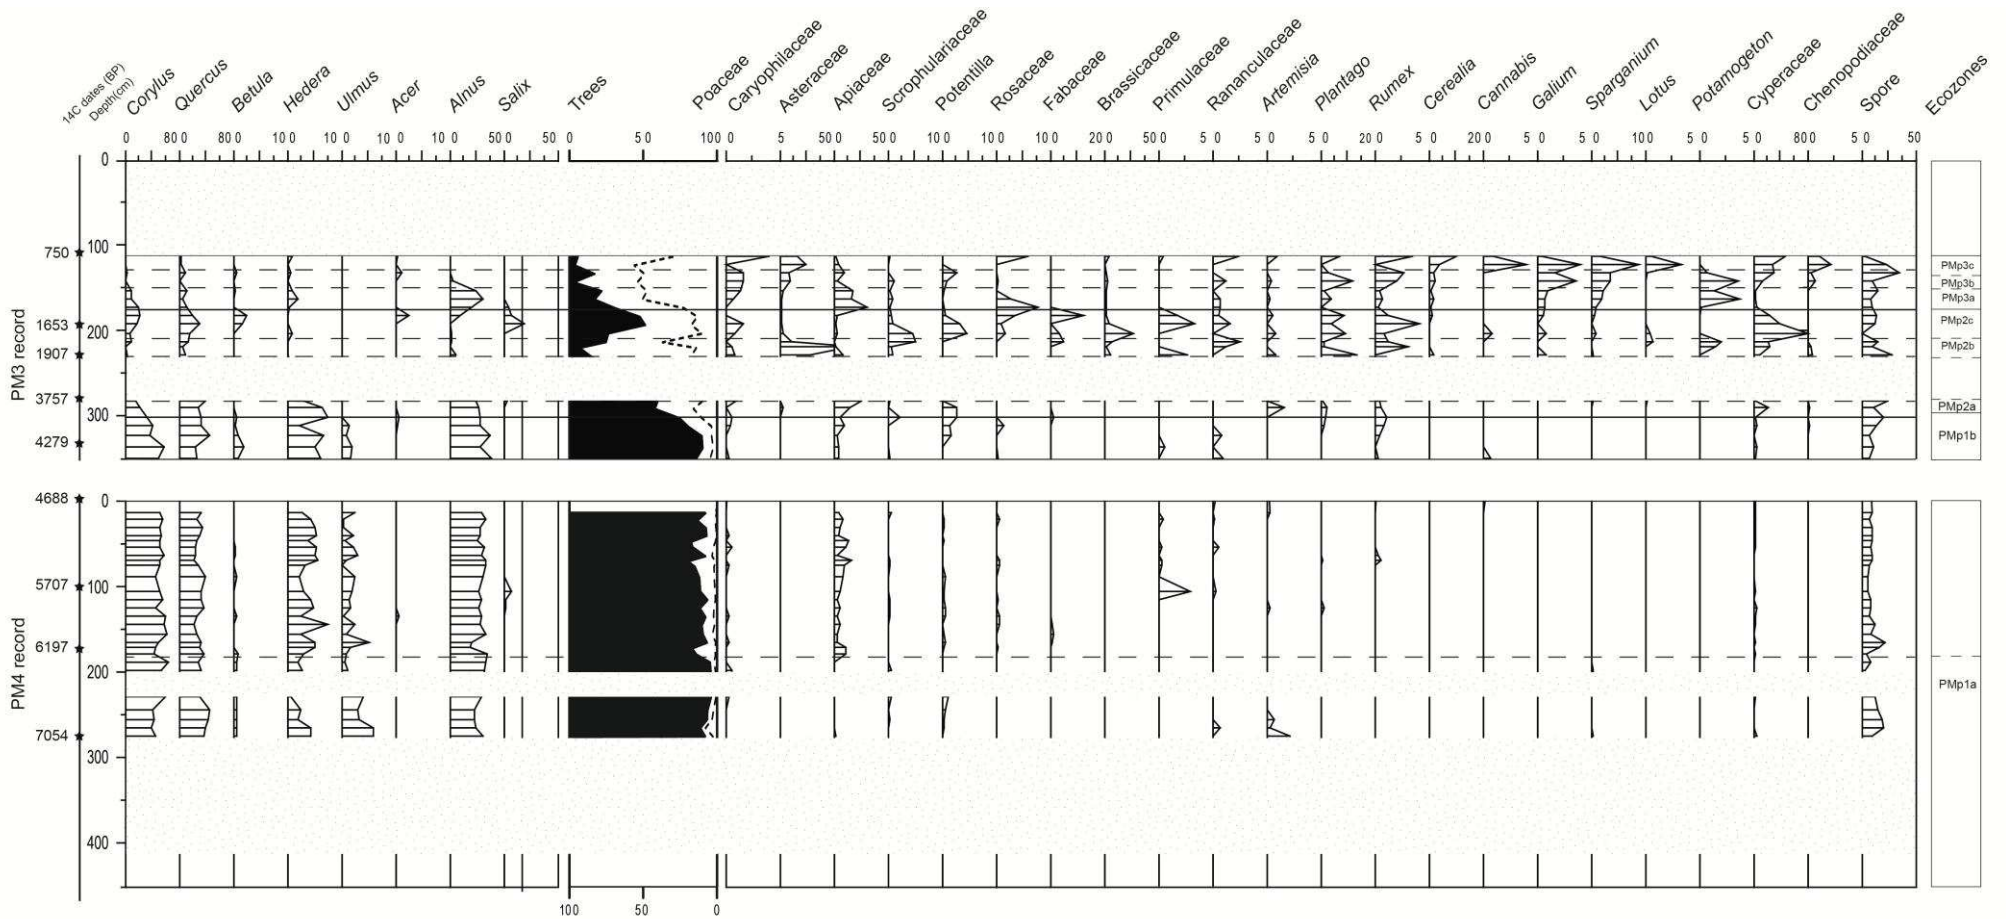 14C dates (BP)
Depth(cm)
Corylus
Quercus
Betula
Hedera
Ulmus
Acer
Alnus
Salix
Trees
Poaceae
Caryophilaceae
Asteraceae
Apiaceae
Scrophulariaceae
Potentilla
Rosaceae
Fabaceae
Brassicaceae
Primulaceae
Rananculaceae
Artemisia
Plantago
Rumex
Cerealia
Cannabis
Galium
Sparganium
Lotus
Potamogeton
Cyperaceae
Chenopodiaceae
Spore
Ecozones
0 80 0 80 0 10 0 10 0 10 0 10 0 50 0 50 0 50 100 0 5 0 50 0 50 0 10 0 10 0 10 0 20 0 50 0 5 0 5 0 20 0 5 0 20 0 5 0 5 0 100 5 0 5 0 80 0 5 0 50
0
100
200
300
750
1653
1907
3757
4279
PM3 record
PMp3c
PMp3b
PMp3a
PMp2c
PMp2b
PMp2a
PMp1b
4688
5707
6197
7054
0
100
200
300
400
PM4 record
PMp1a
100 50 0